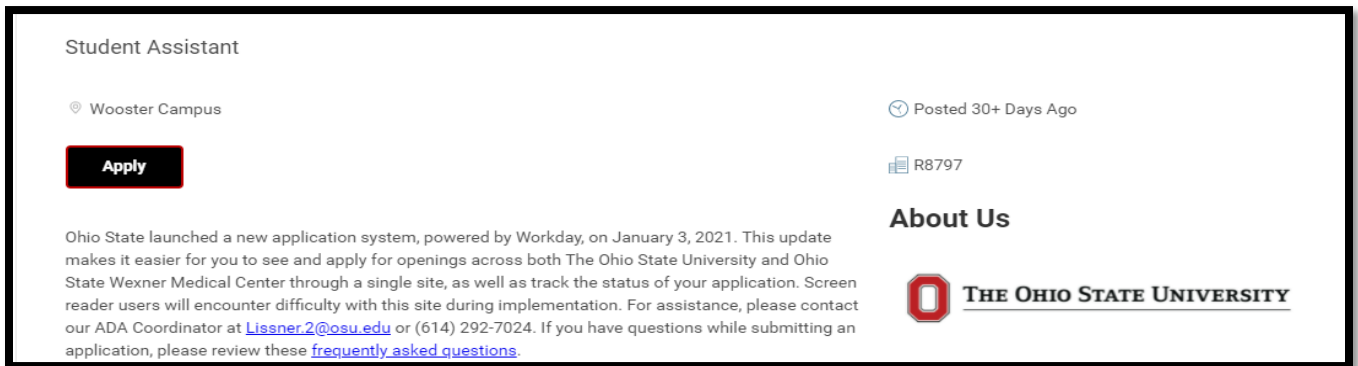 Student Assistant
Wooster Campus
Posted 30+ Days Ago
Apply
R8797
About Us
Ohio State launched a new application system, powered by Workday, on January 3, 2021. This update
makes it easier for you to see and apply for openings across both The Ohio State University and Ohio
State Wexner Medical Center through a single site, as well as track the status of your application. Screen
reader users will encounter difficulty with this site during implementation. For assistance, please contact
our ADA Coordinator at Lissner.2@osu.edu or (614) 292-7024. If you have questions while submitting an
application, please review these frequently asked questions.
THE OHIO STATE UNIVERSITY